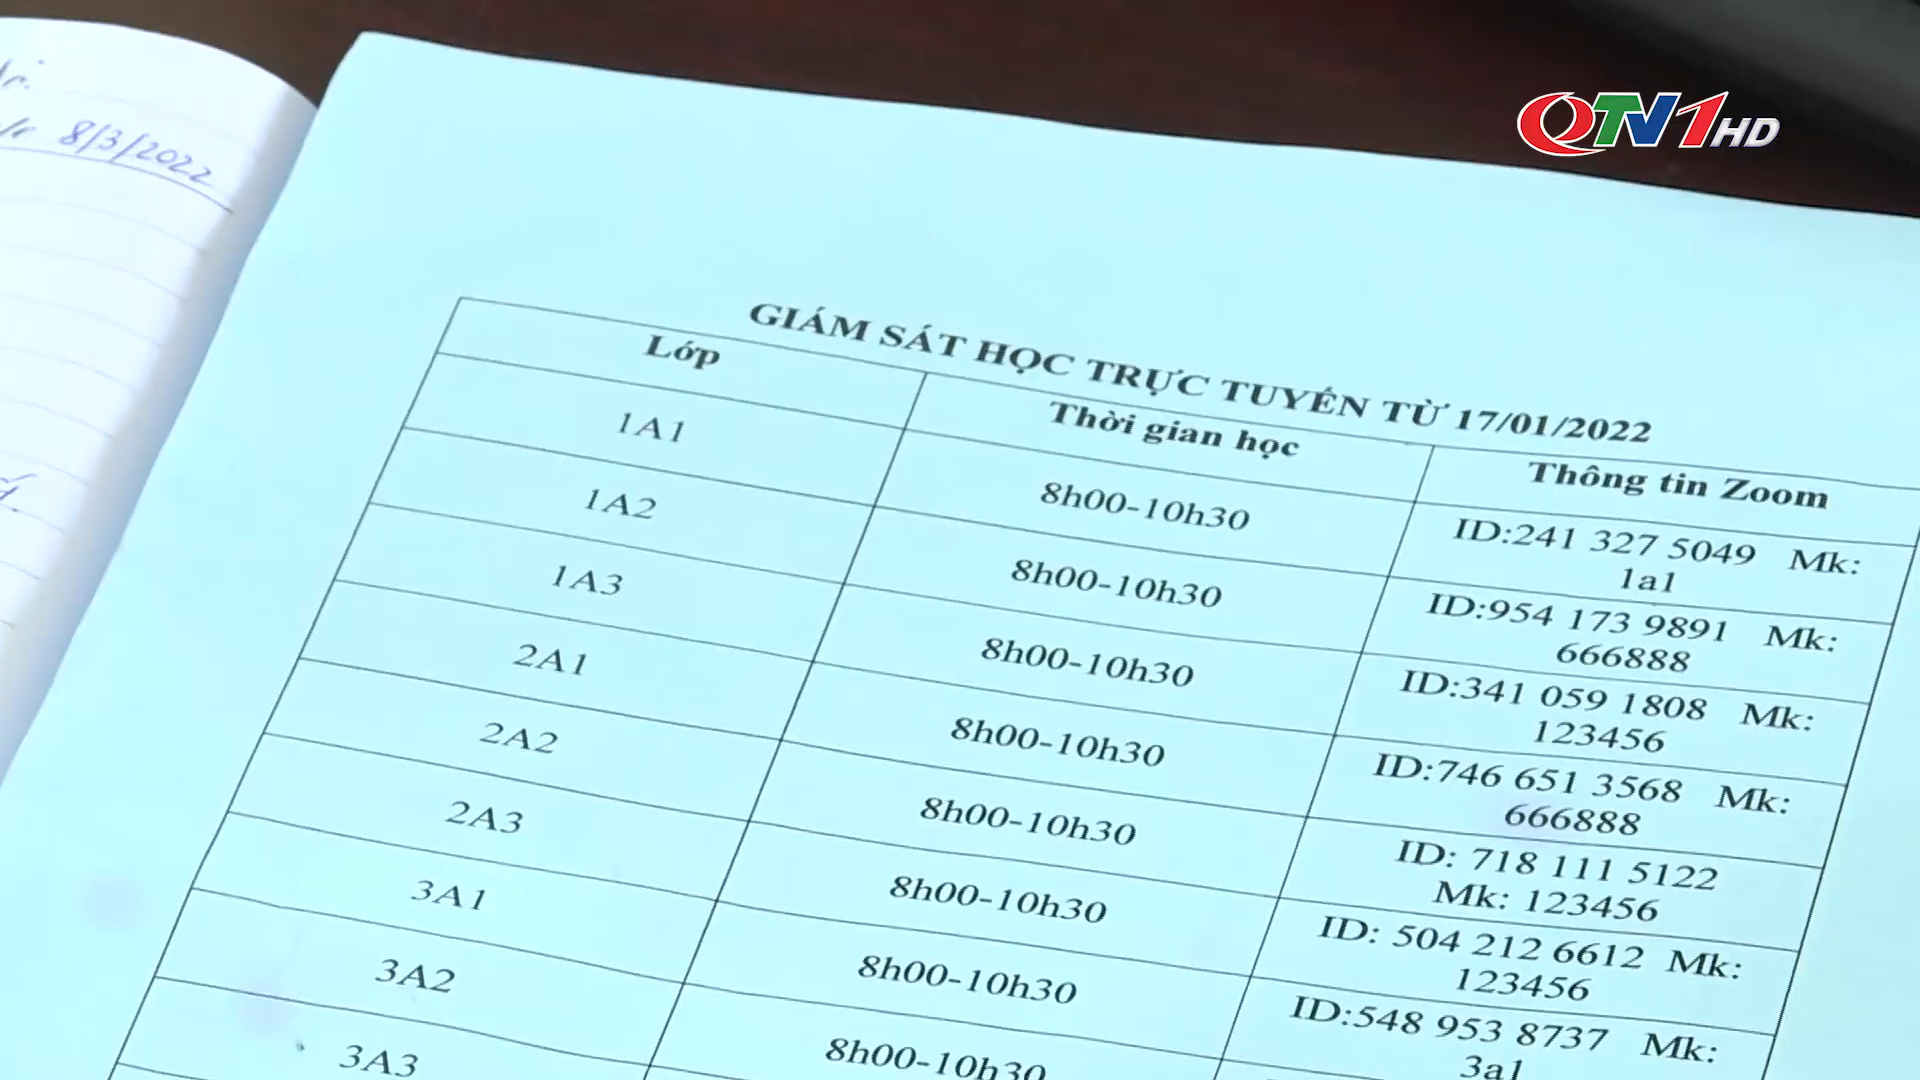 8/3/2022
QTV1HD
GIÁM SÁT HỌC TRỰC TUYẾN TỪ 17/01/2022
Lớp Thời gian học Thông tin Zoom
1A1 8h00-10h30 ID:241 327 5049 Mk:
1a1
1A2 8h00-10h30 ID:954 173 9891 Mk:
666888
1A3 8h00-10h30 ID:341 059 1808 Mk:
123456
2A1 8h00-10h30 ID:746 651 3568 Mk:
666888
2A2 8h00-10h30 ID: 718 111 5122
Mk: 123456
2A3 8h00-10h30 ID: 504 212 6612 Mk:
123456
3A1 8h00-10h30 ID:548 953 8737 Mk:
3a1
3A2 8h00-10h30
3A3